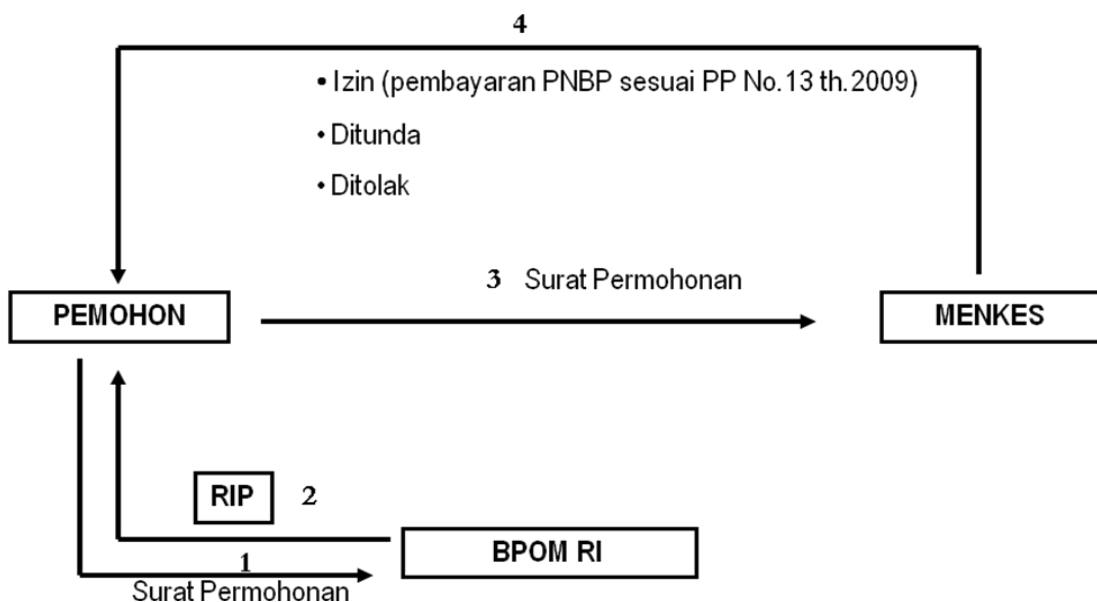 4
• Izin (pembayaran PNBP sesuai PP No.13 th.2009)
• Ditunda
• Ditolak
3 Surat Permohonan
PEMOHON
MENKES
RIP 2
BPOM RI
1
Surat Permohonan